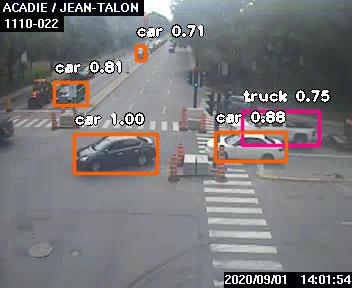 ACADIE / JEAN-TALON
1110-022
car 0.71
car 0.81
truck 0.75
car 1.00
car 0.88
2020/09/01 14:01:54